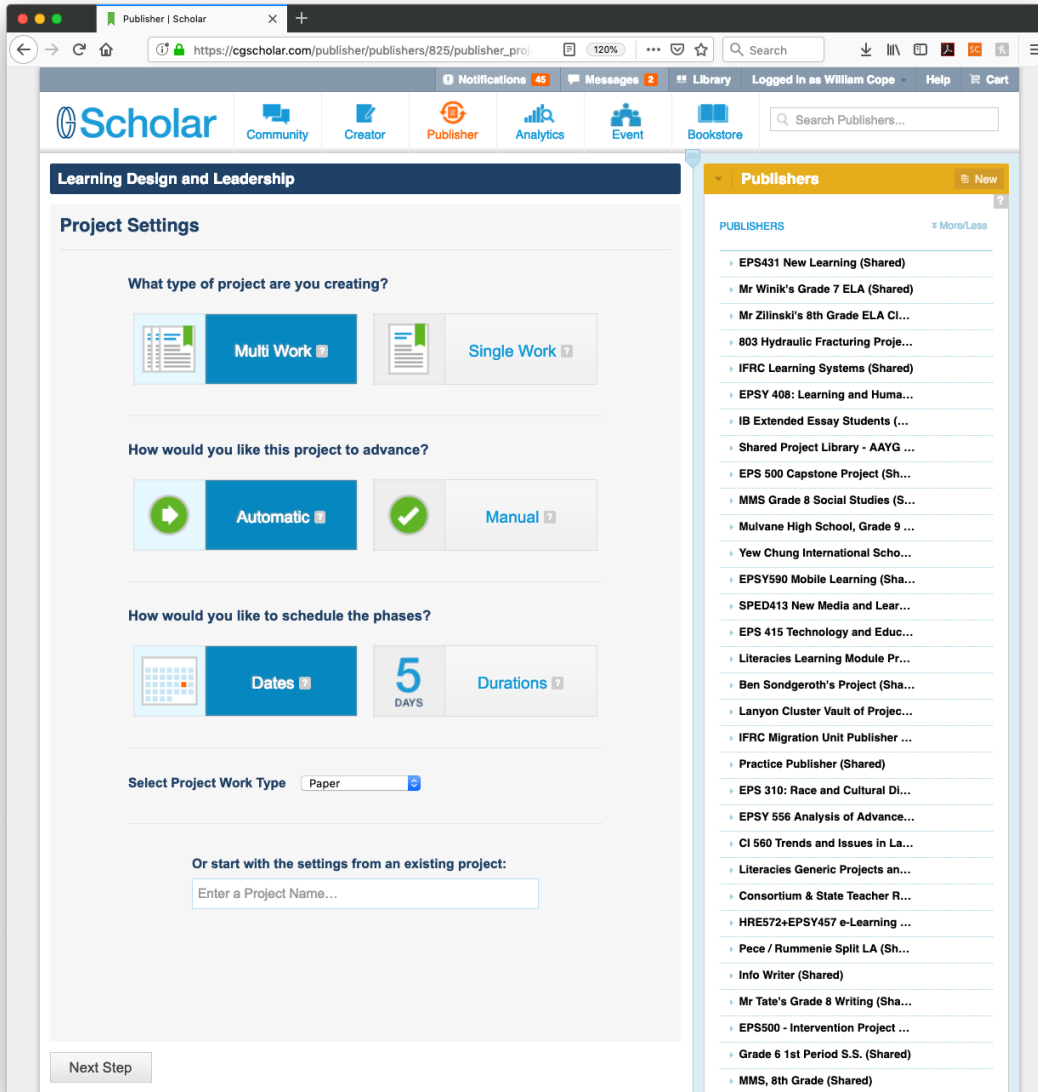 Publisher | Scholar
https://cgscholar.com/publisher/publishers/825/publisher_proj
120%
Search
Notifications 45
Messages 2
Library
Logged in as William Cope
Help
Cart
Scholar
Community
Creator
Publisher
Analytics
Event
Bookstore
Search Publishers...
Learning Design and Leadership
Project Settings
What type of project are you creating?
Multi Work ?
Single Work ?
How would you like this project to advance?
Automatic ?
Manual ?
How would you like to schedule the phases?
Dates ?
5
DAYS
Durations ?
Select Project Work Type
Paper
Or start with the settings from an existing project:
Enter a Project Name...
Next Step
Publishers
New
?
PUBLISHERS
More/Less
EPS431 New Learning (Shared)
Mr Winik's Grade 7 ELA (Shared)
Mr Zilinski's 8th Grade ELA Cl...
803 Hydraulic Fracturing Proje...
IFRC Learning Systems (Shared)
EPSY 408: Learning and Huma...
IB Extended Essay Students (...
Shared Project Library - AAYG ...
EPS 500 Capstone Project (Sh...
MMS Grade 8 Social Studies (S...
Mulvane High School, Grade 9 ...
Yew Chung International Scho...
EPSY590 Mobile Learning (Sha...
SPED413 New Media and Lear...
EPS 415 Technology and Educ...
Literacies Learning Module Pr...
Ben Sondgeroth's Project (Sha...
Lanyon Cluster Vault of Projec...
IFRC Migration Unit Publisher ...
Practice Publisher (Shared)
EPS 310: Race and Cultural Di...
EPSY 556 Analysis of Advance...
CI 560 Trends and Issues in La...
Literacies Generic Projects an...
Consortium & State Teacher R...
HRE572+EPSY457 e-Learning ...
Pece / Rummenie Split LA (Sh...
Info Writer (Shared)
Mr Tate's Grade 8 Writing (Sha...
EPS500 - Intervention Project ...
Grade 6 1st Period S.S. (Shared)
MMS, 8th Grade (Shared)